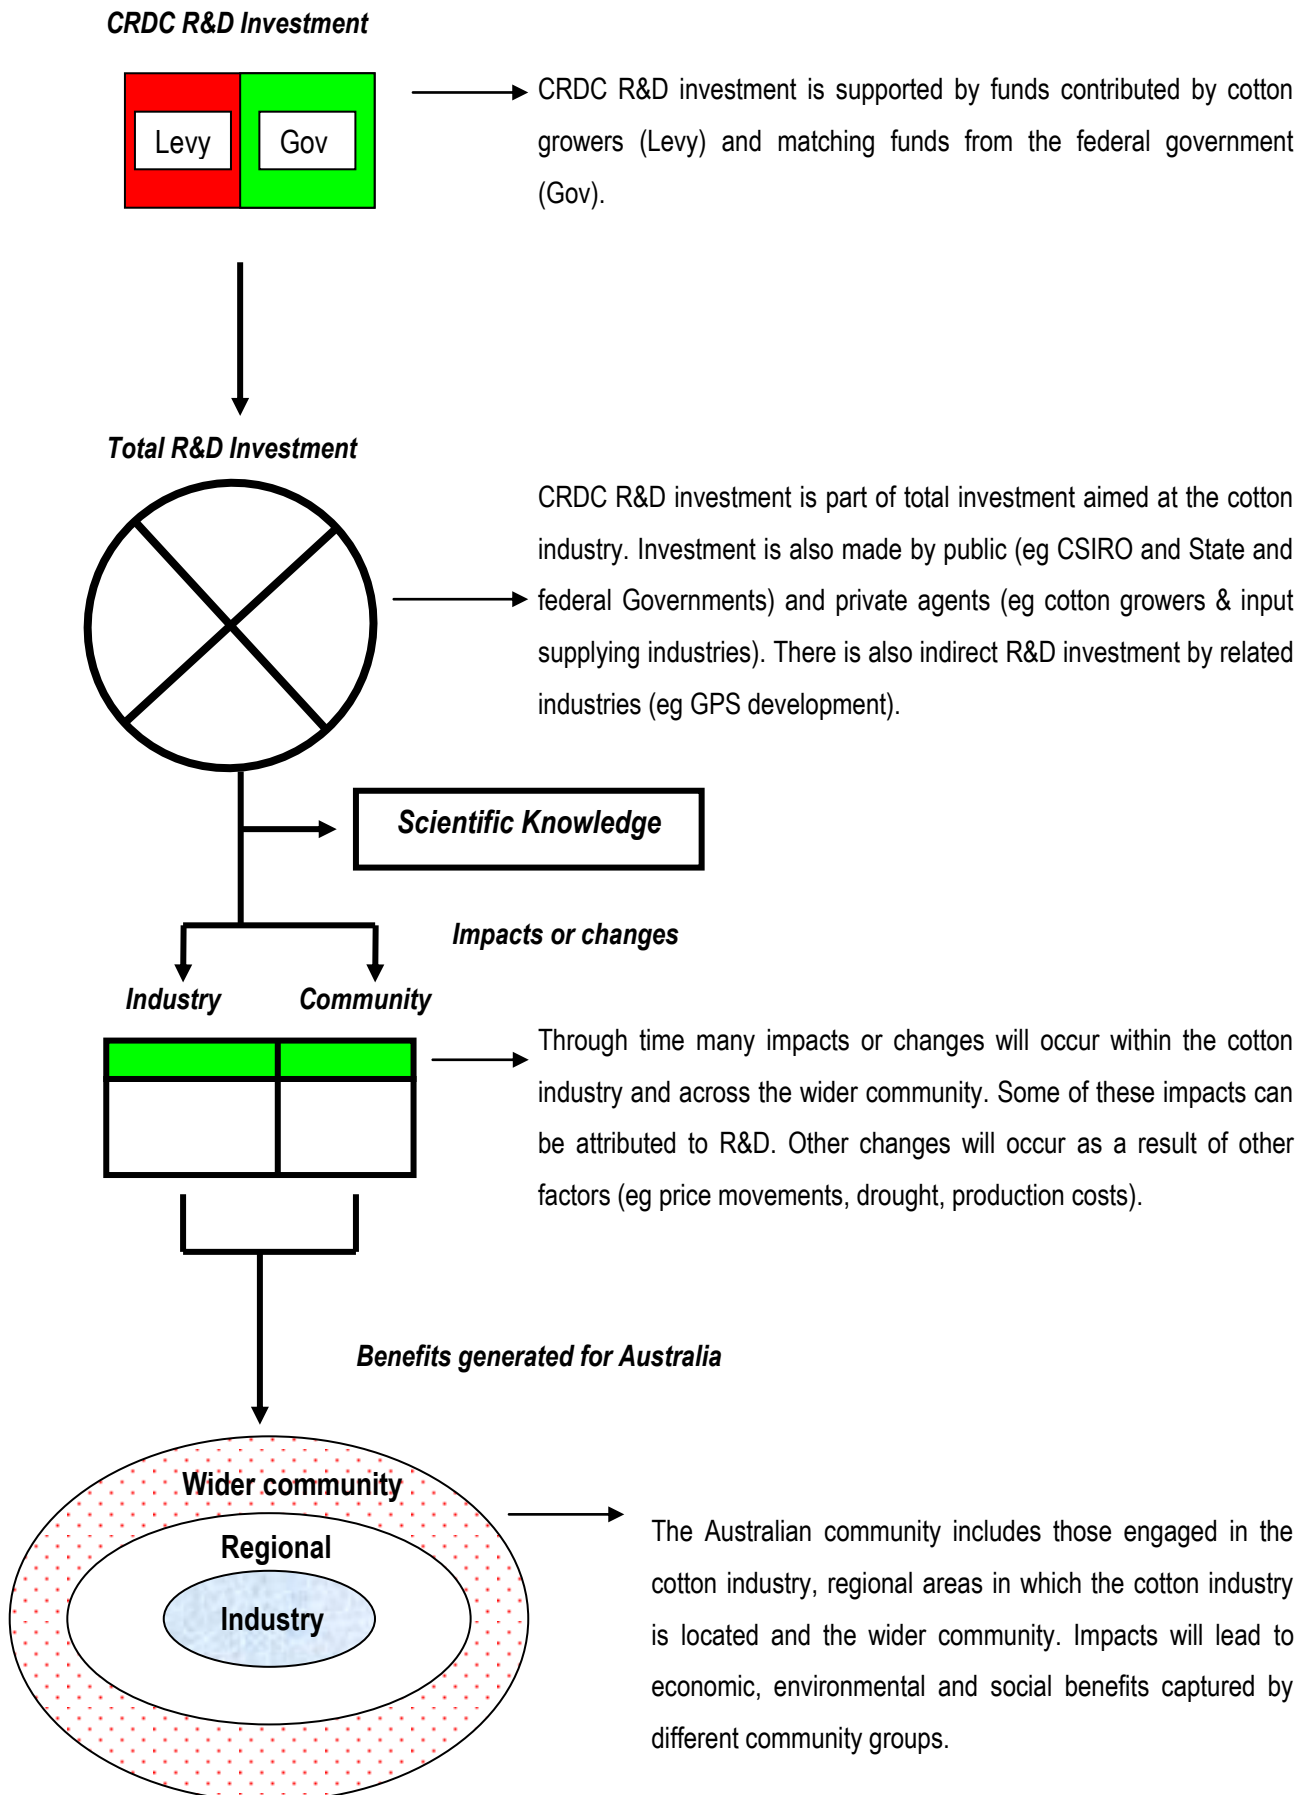 CRDC R&D Investment
Levy
Gov
CRDC R&D investment is supported by funds contributed by cotton
growers (Levy) and matching funds from the federal government
(Gov).
Total R&D Investment
CRDC R&D investment is part of total investment aimed at the cotton
industry. Investment is also made by public (eg CSIRO and State and
federal Governments) and private agents (eg cotton growers & input
supplying industries). There is also indirect R&D investment by related
industries (eg GPS development).
Scientific Knowledge
Impacts or changes
Industry
Community
Through time many impacts or changes will occur within the cotton
industry and across the wider community. Some of these impacts can
be attributed to R&D. Other changes will occur as a result of other
factors (eg price movements, drought, production costs).
Benefits generated for Australia
Wider community
Regional
Industry
The Australian community includes those engaged in the
cotton industry, regional areas in which the cotton industry
is located and the wider community. Impacts will lead to
economic, environmental and social benefits captured by
different community groups.